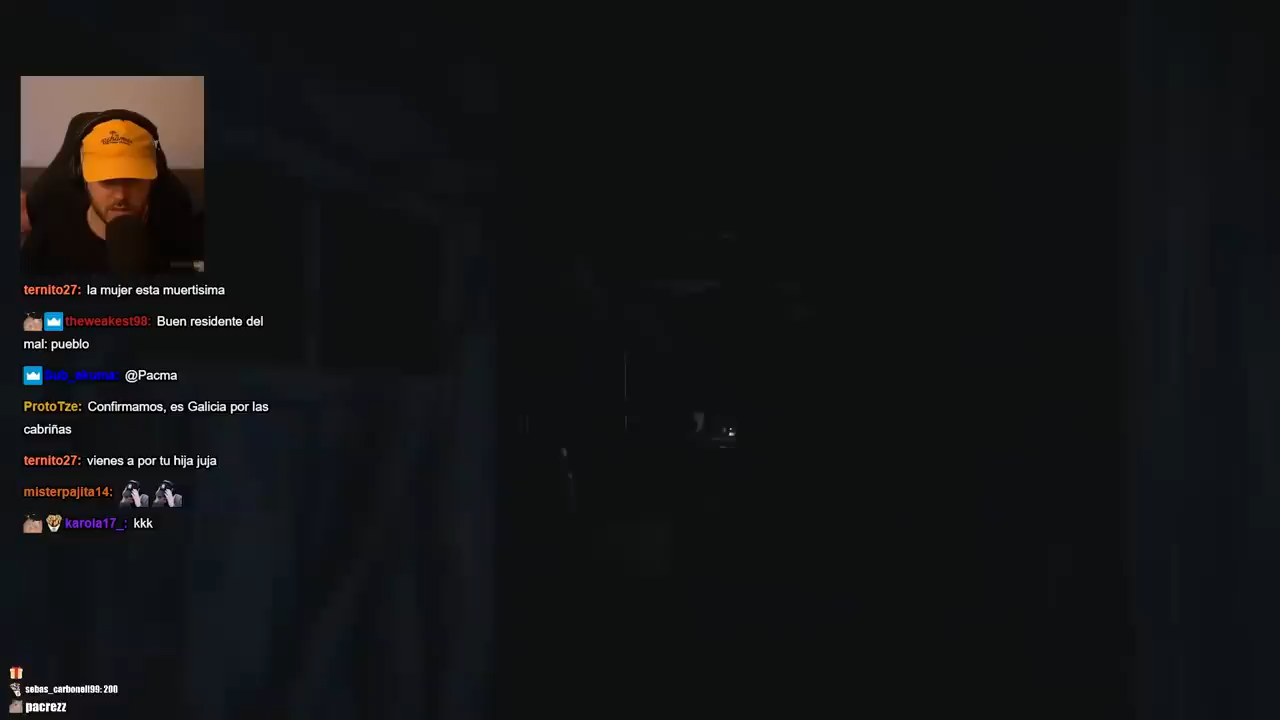 ternito27: la mujer esta muertisima
theweakest98: Buen residente del
mal: pueblo
Sub_akuma: @Pacma
ProtoTze: Confirmamos, es Galicia por las
cabriñas
ternito27: vienes a por tu hija juja
misterpajita14:
karola17_: kkk
sebas_carbonell99: 200
pacrezz